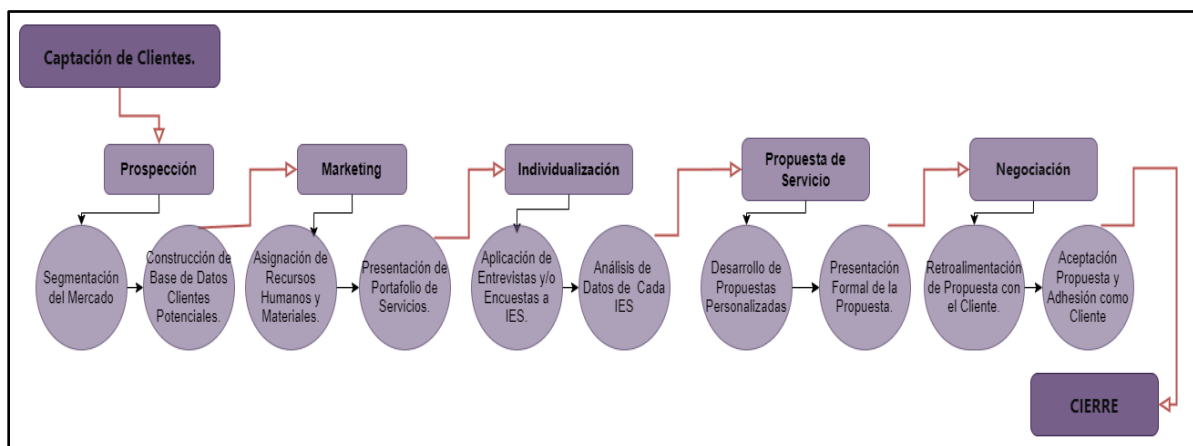 Captación de Clientes.
Prospección
Marketing
Individualización
Propuesta de
Servicio
Negociación
Segmentación
del Mercado
Construcción de
Base de Datos
Clientes
Potenciales.
Asignación de
Recursos
Humanos y
Materiales.
Presentación de
Portafolio de
Servicios.
Aplicación de
Entrevistas y/o
Encuestas a
IES.
Análisis de
Datos de Cada
IES
Desarrollo de
Propuestas
Personalizadas
Presentación
Formal de la
Propuesta.
Retroalimentación
de Propuesta con
el Cliente.
Aceptación
Propuesta y
Adhesión como
Cliente
CIERRE